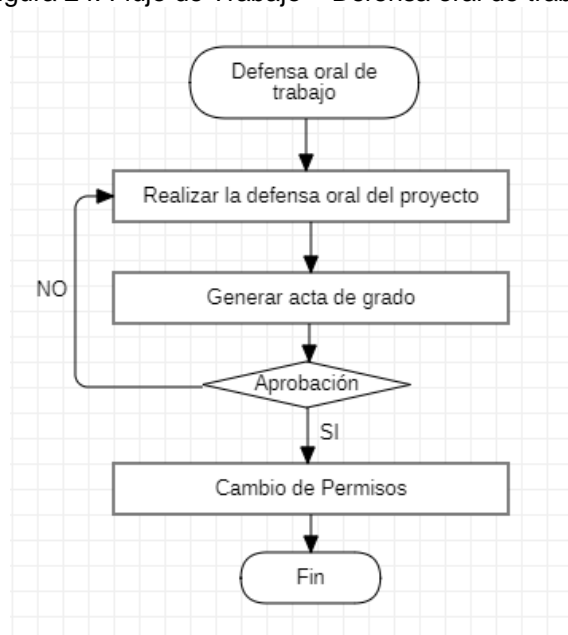 Defensa oral de
trabajo
Realizar la defensa oral del proyecto
NO
Generar acta de grado
Aprobación
SI
Cambio de Permisos
Fin